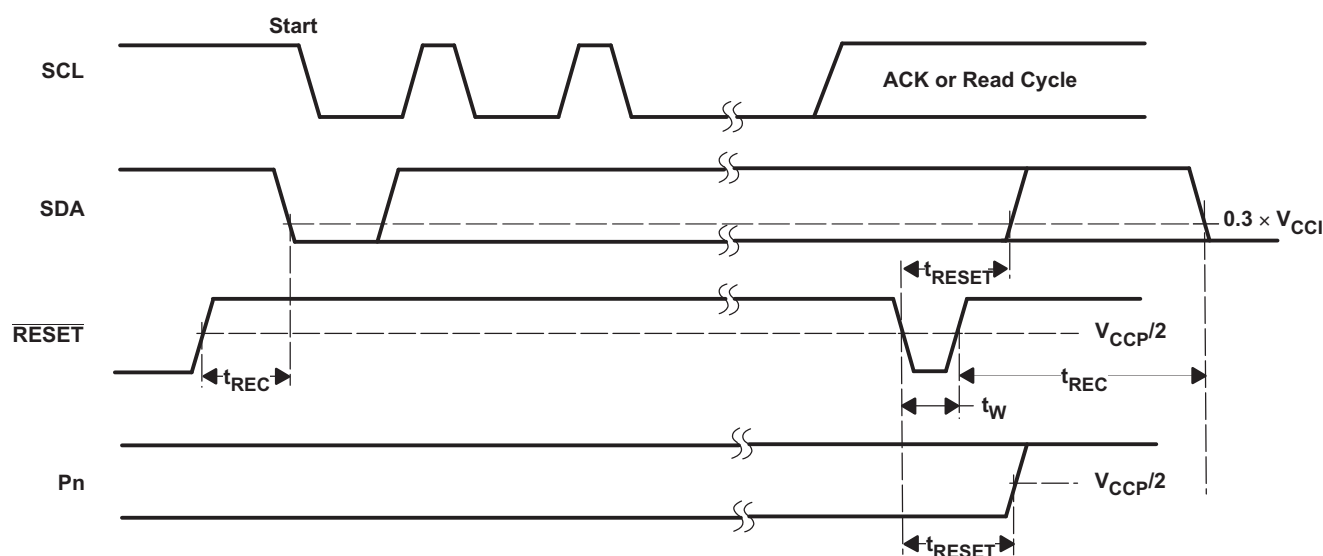 Start
SCL
ACK or Read Cycle
SDA
0.3 × VCCI
tRESET
RESET
VCCP/2
tREC
tREC
tW
Pn
VCCP/2
tRESET